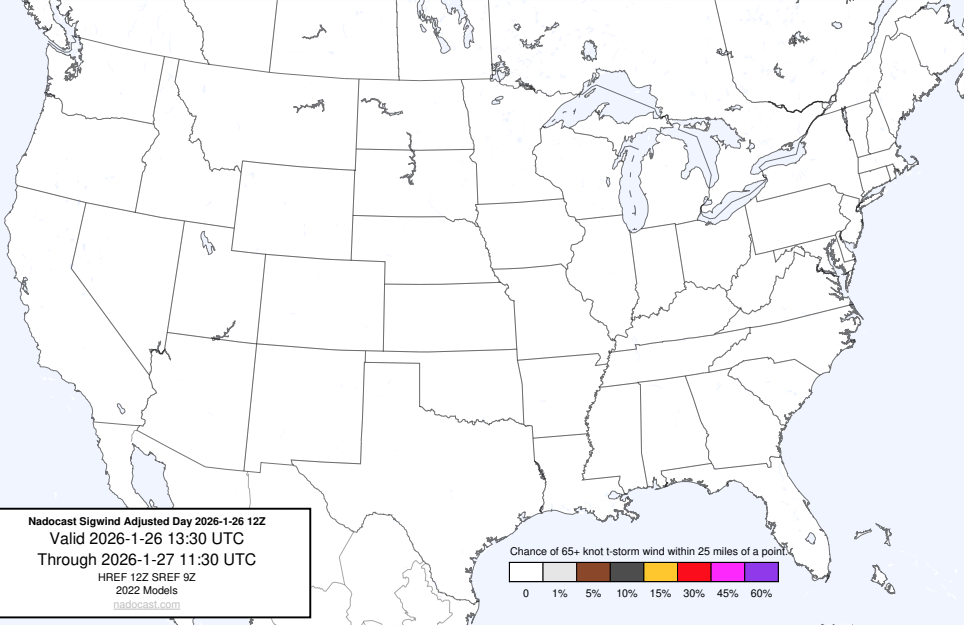 Nadocast Sigwind Adjusted Day 2026-1-26 12Z
Valid 2026-1-26 13:30 UTC
Through 2026-1-27 11:30 UTC
HREF 12Z SREF 9Z
2022 Models
nadocast.com
Chance of 65+ knot t-storm wind within 25 miles of a point.
0 1% 5% 10% 15% 30% 45% 60%